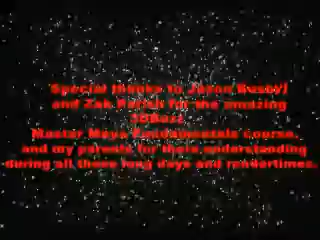 Special thanks to Jason Busby
and Zak Parish for the amazing
3DBuzz
Master Maya Fundamentals course,
and my parents for there understanding
during all those long days and rendertimes.